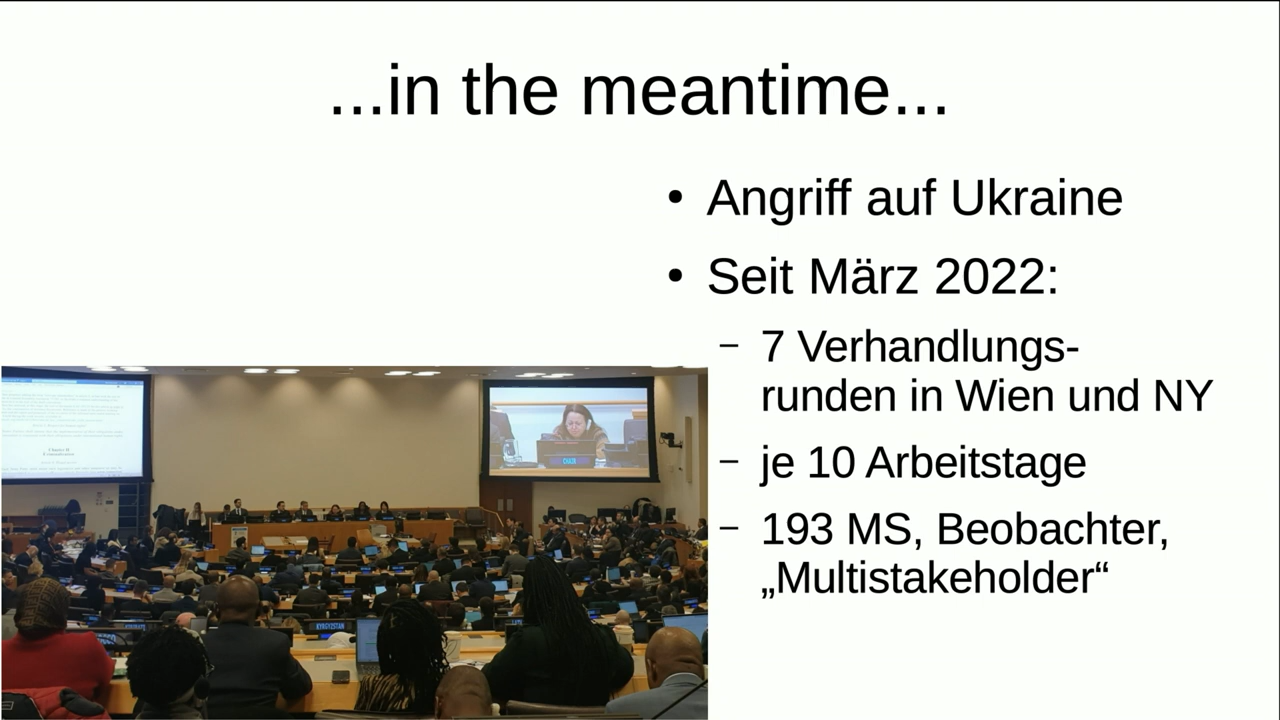 ...in the meantime...
• Angriff auf Ukraine
• Seit März 2022:
– 7 Verhandlungs-
runden in Wien und NY
– je 10 Arbeitstage
– 193 MS, Beobachter,
„Multistakeholder“
CHAIR
KYRGYZSTAN